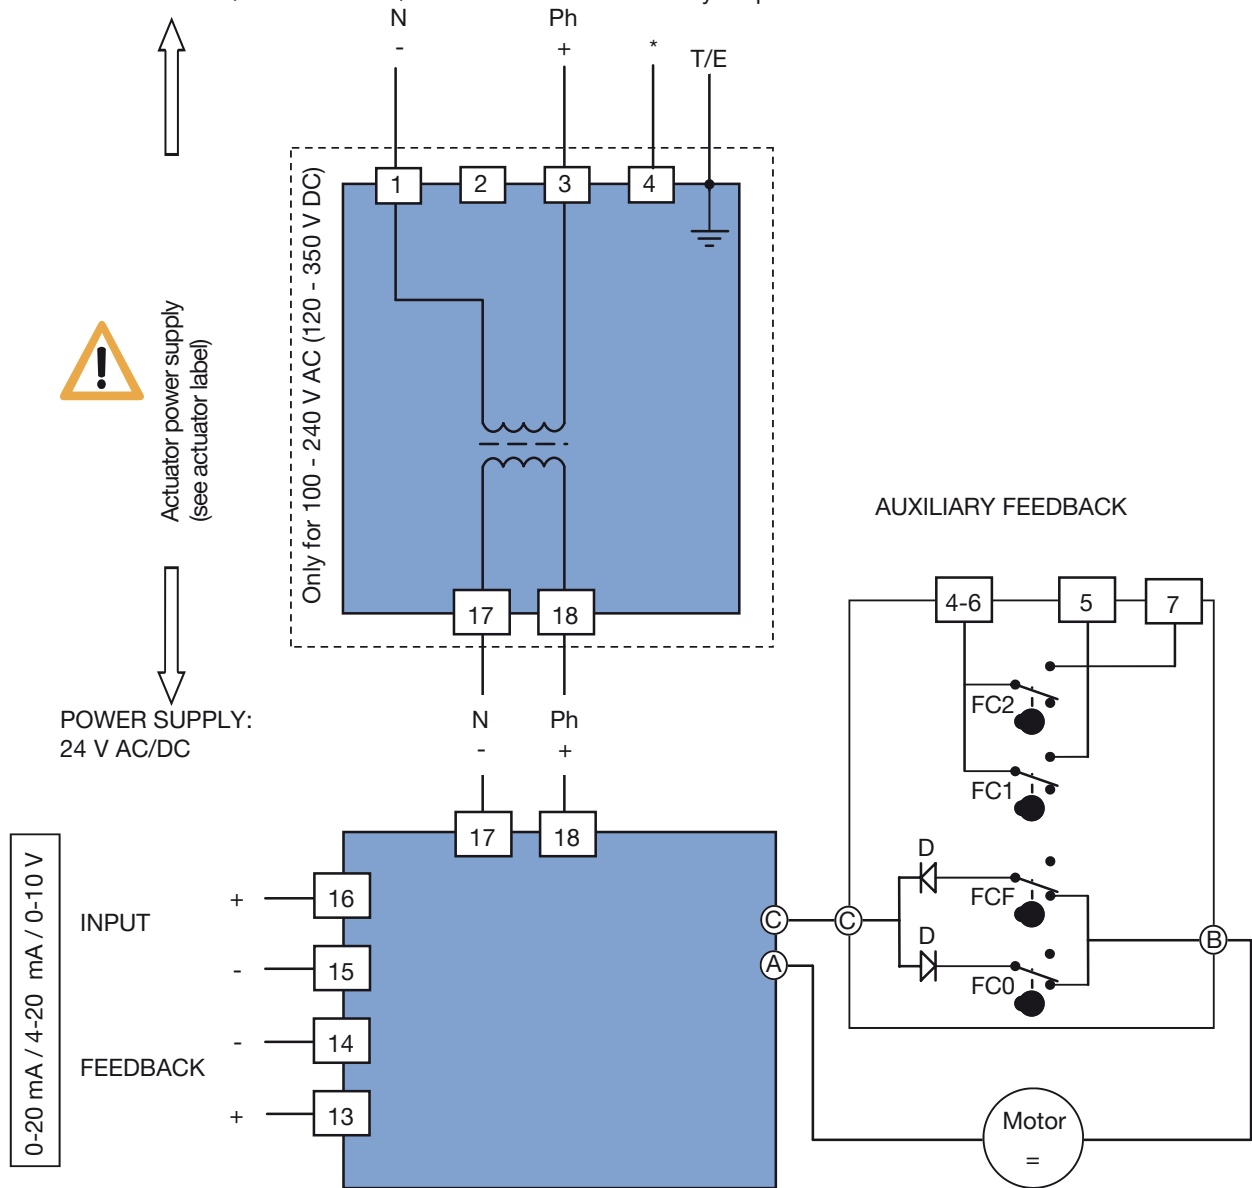 N Ph
- + * T/E
1 2 3 4
Only for 100 - 240 V AC (120 - 350 V DC)
Actuator power supply
(see actuator label)
17 18
POWER SUPPLY:
24 V AC/DC
N Ph
- +
17 18
0-20 mA / 4-20 mA / 0-10 V
INPUT
+ 16
- 15
FEEDBACK
- 14
+ 13
C
A
AUXILIARY FEEDBACK
4-6 5 7
FC2
FC1
D
FCF
C
D
FC0
B
Motor
=